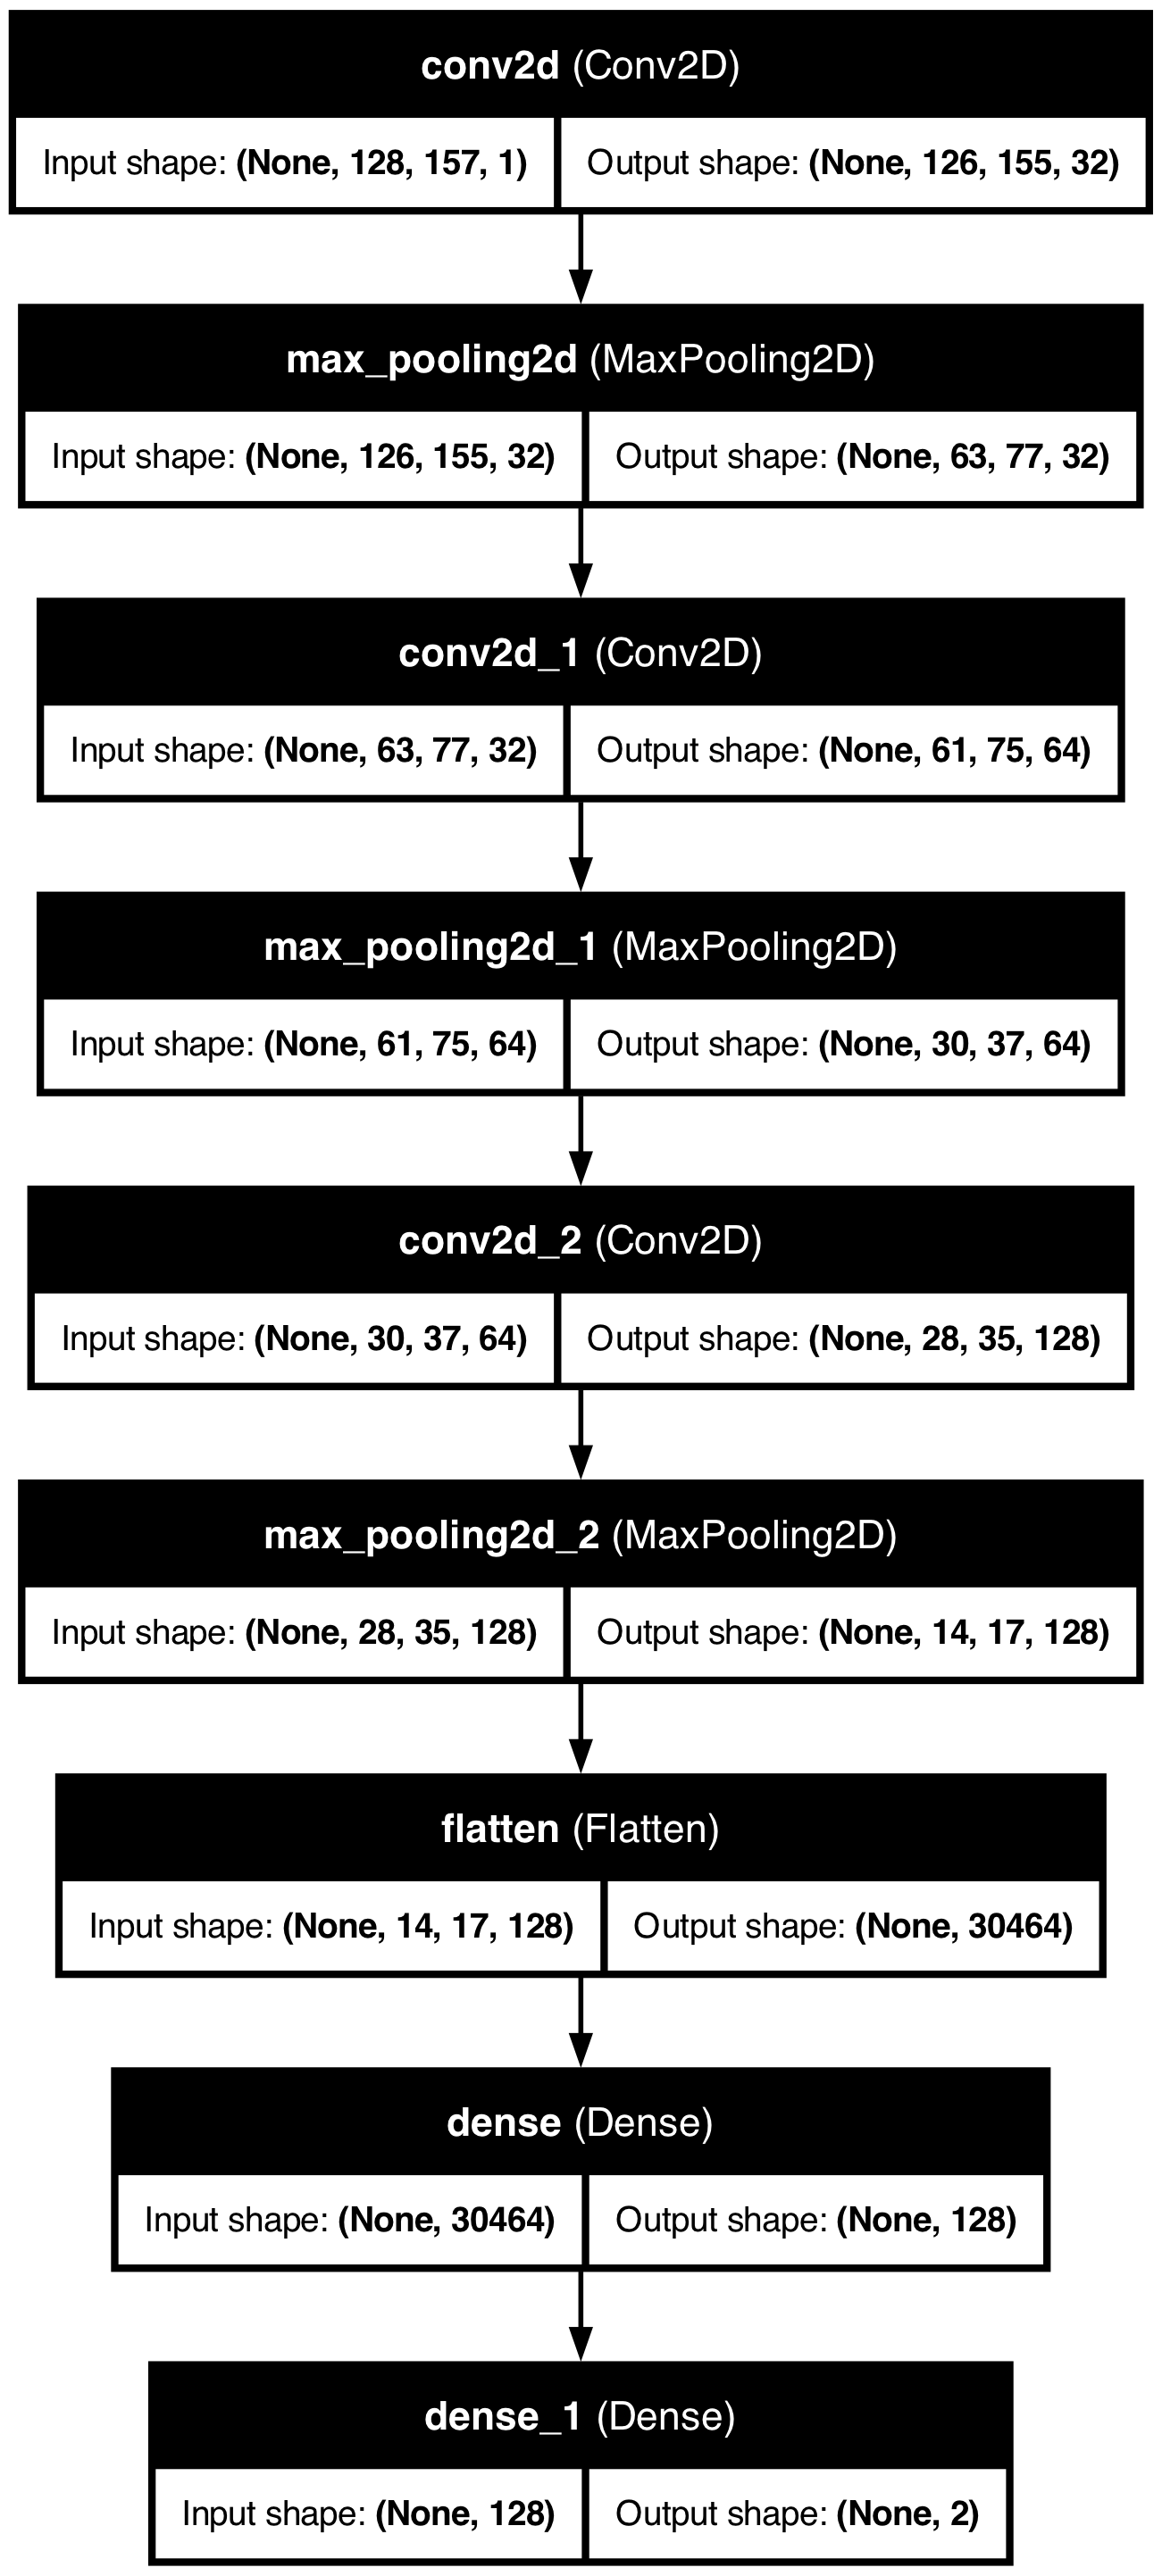 conv2d (Conv2D)
Input shape: (None, 128, 157, 1) Output shape: (None, 126, 155, 32)
max_pooling2d (MaxPooling2D)
Input shape: (None, 126, 155, 32) Output shape: (None, 63, 77, 32)
conv2d_1 (Conv2D)
Input shape: (None, 63, 77, 32) Output shape: (None, 61, 75, 64)
max_pooling2d_1 (MaxPooling2D)
Input shape: (None, 61, 75, 64) Output shape: (None, 30, 37, 64)
conv2d_2 (Conv2D)
Input shape: (None, 30, 37, 64) Output shape: (None, 28, 35, 128)
max_pooling2d_2 (MaxPooling2D)
Input shape: (None, 28, 35, 128) Output shape: (None, 14, 17, 128)
flatten (Flatten)
Input shape: (None, 14, 17, 128) Output shape: (None, 30464)
dense (Dense)
Input shape: (None, 30464) Output shape: (None, 128)
dense_1 (Dense)
Input shape: (None, 128) Output shape: (None, 2)